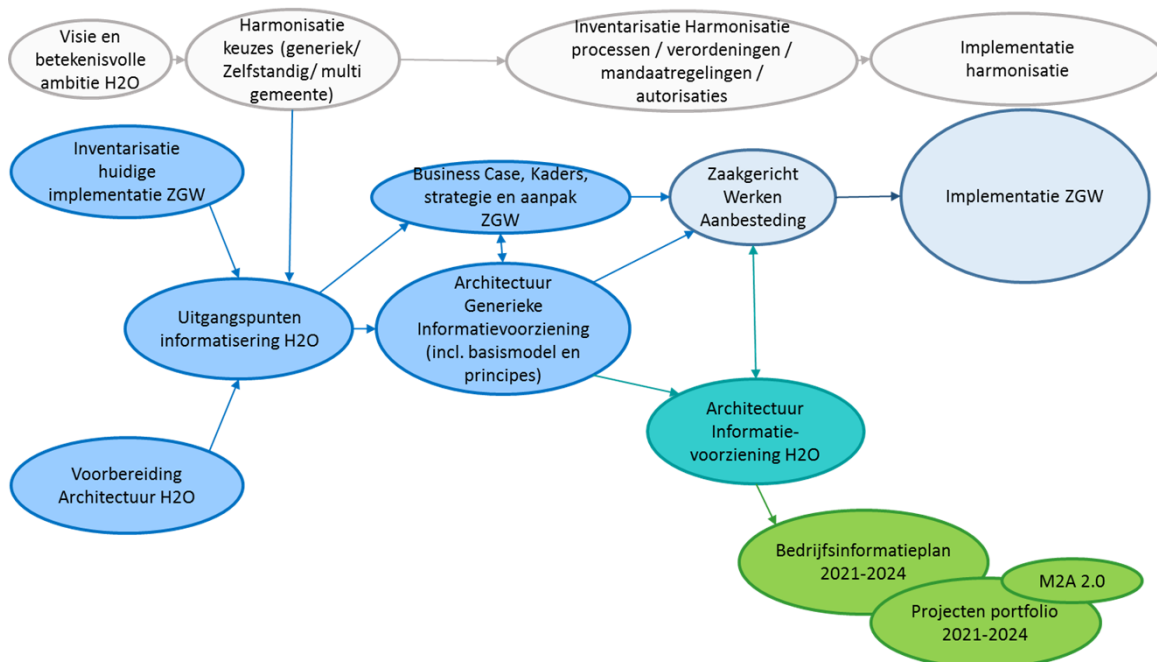 Visie en
betekenisvolle
ambitie H2O
Harmonisatie
keuzes (generiek/
Zelfstandig/ multi
gemeente)
Inventarisatie Harmonisatie
processen / verordeningen /
mandaatregelingen /
autorisaties
Implementatie
harmonisatie
Inventarisatie
huidige
implementatie ZGW
Business Case, Kaders,
strategie en aanpak
ZGW
Zaakgericht
Werken
Aanbesteding
Implementatie ZGW
Uitgangspunten
informatisering H2O
Architectuur
Generieke
Informatievoorziening
(incl. basismodel en
principes)
Architectuur
Informatie-
voorziening H2O
Voorbereiding
Architectuur H2O
Bedrijfsinformatieplan
2021-2024
M2A 2.0
Projecten portfolio
2021-2024